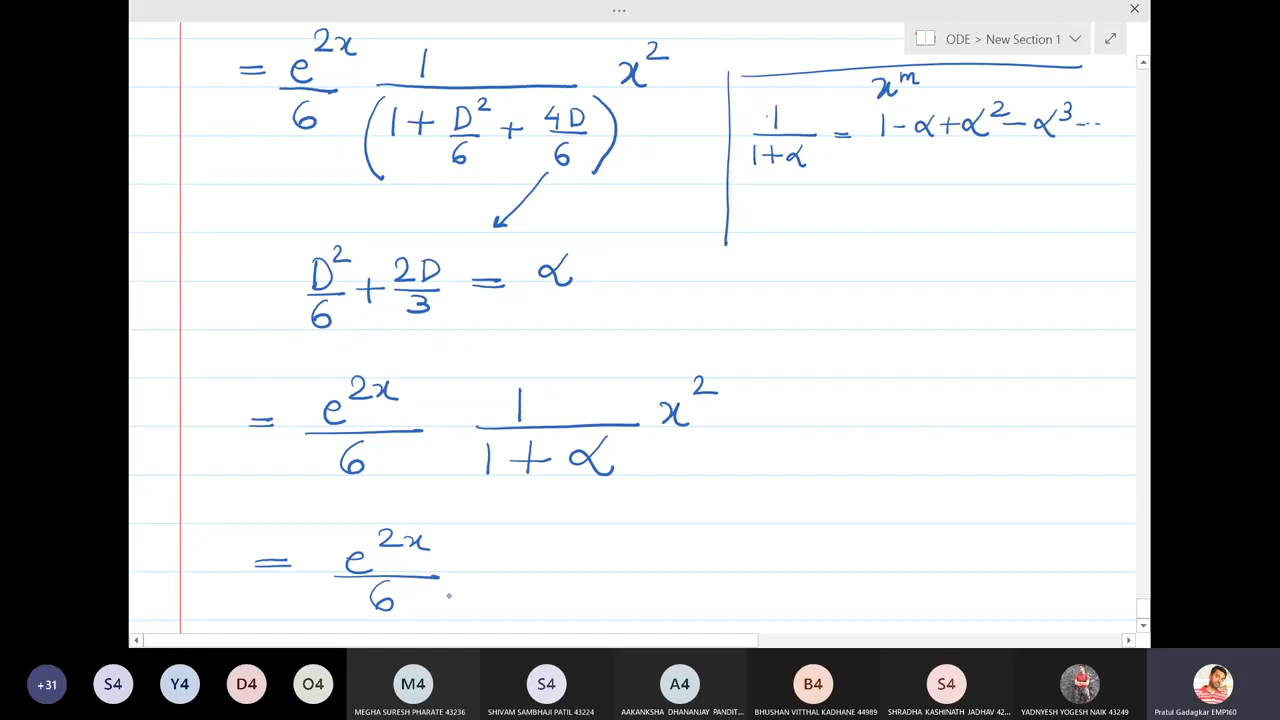 ODE > New Section 1
= e^{2x}/6 1/(1 + D^2/6 + 4D/6) x^2
x^m
1/(1+α) = 1 - α + α^2 - α^3 - ..
D^2/6 + 2D/3 = α
= e^{2x}/6 1/(1 + α) x^2
= e^{2x}/6
+31 S4 Y4 D4 O4 M4 S4 A4 B4 S4
MEGHA SURESH PHARATE 43236 SHIVAM SAMBHAJI PATIL 43224 AAKANKSHA DHANANJAY PANDIT... BHUSHAN VITTHAL KADHANE 44989 SHRADHA KASHINATH JADHAV 42... YADNYESH YOGESH NAIK 43249 Pratul Gadagkar EMP160